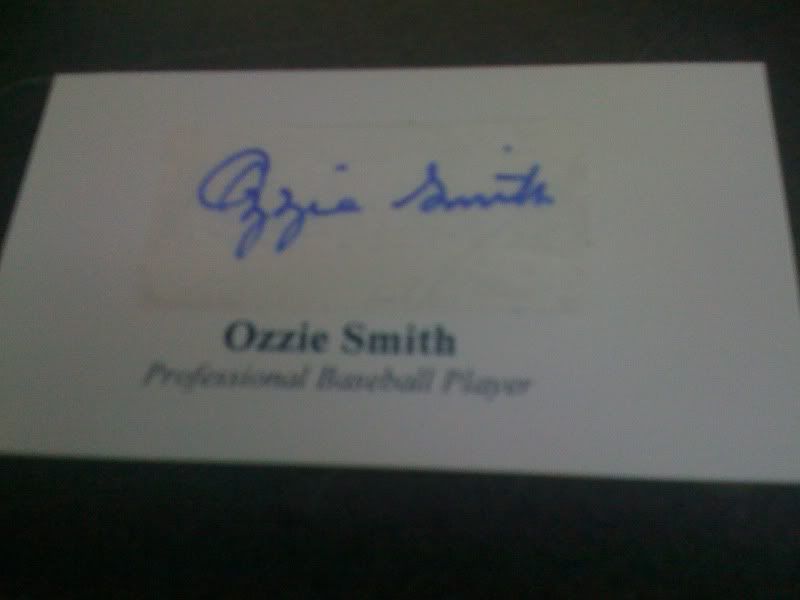 Ozzie Smith
Ozzie Smith
Professional Baseball Player